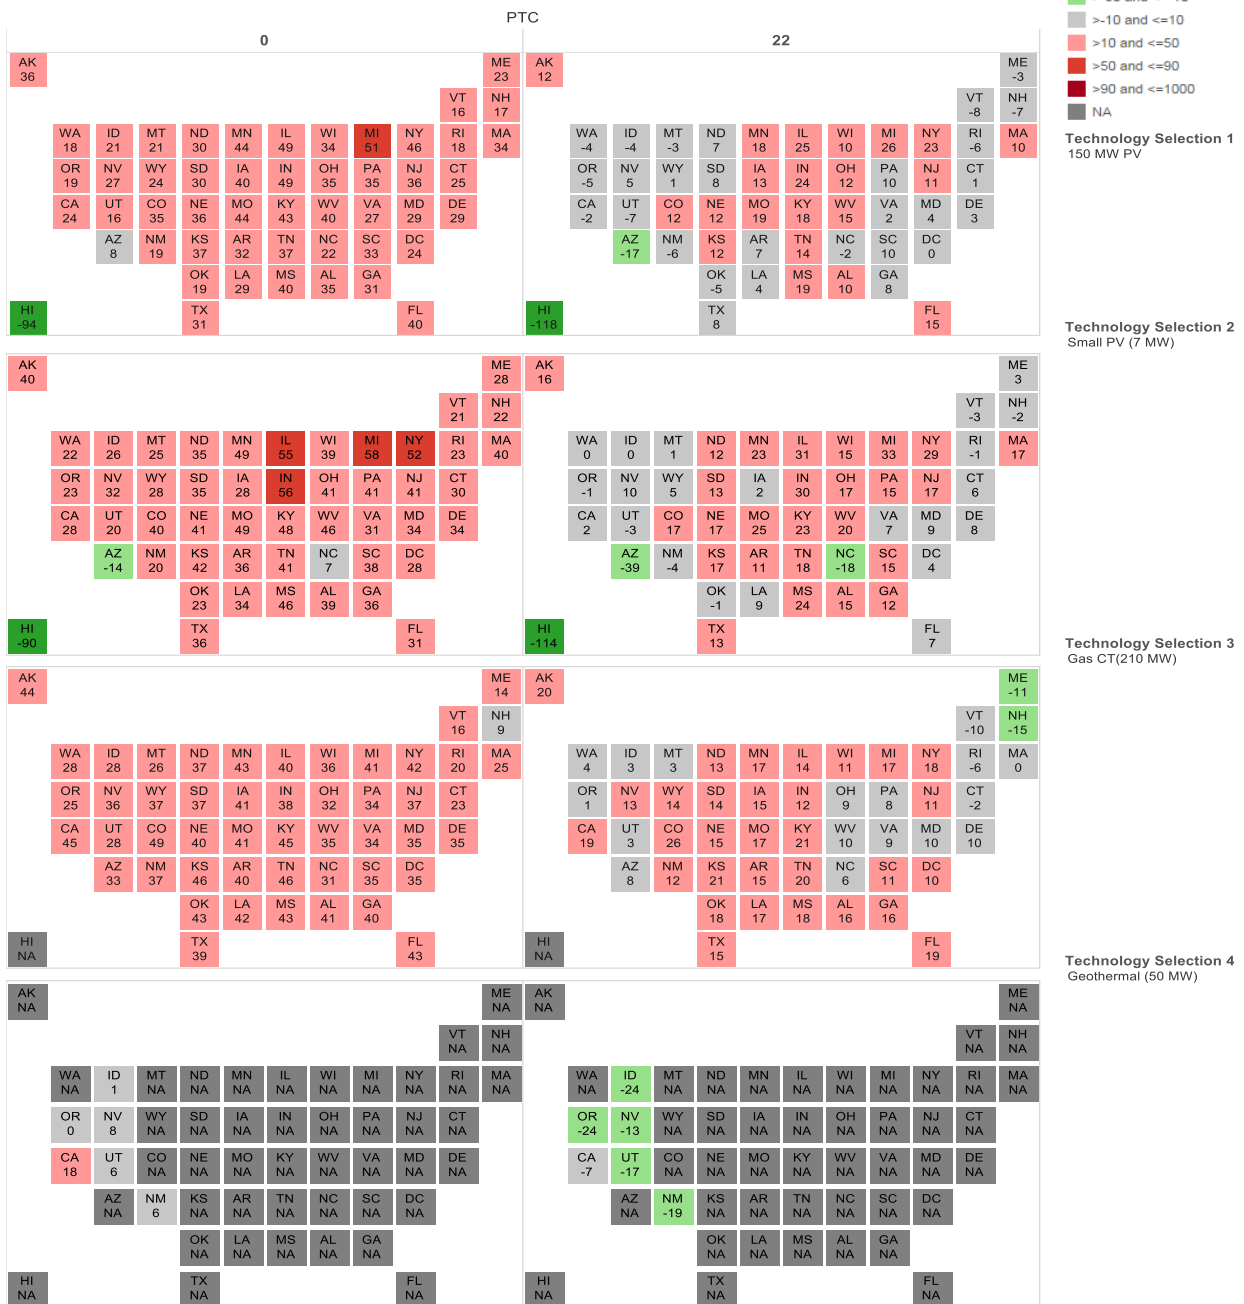 PTC
0 22
AK ME AK ME
36 23 12 -3
VT NH VT NH
16 17 -8 -7
WA ID MT ND MN IL WI MI NY RI MA WA ID MT ND MN IL WI MI NY RI MA
18 21 21 30 44 49 34 51 46 18 34 -4 -4 -3 7 18 25 10 26 23 -6 10
OR NV WY SD IA IN OH PA NJ CT OR NV WY SD IA IN OH PA NJ CT
19 27 24 30 40 49 35 35 36 25 -5 5 1 8 13 24 12 10 11 1
CA UT CO NE MO KY WV VA MD DE CA UT CO NE MO KY WV VA MD DE
24 16 35 36 44 43 40 27 29 29 -2 -7 12 12 19 18 15 2 4 3
AZ NM KS AR TN NC SC DC AZ NM KS AR TN NC SC DC
8 19 37 32 37 22 33 24 -17 -6 12 7 14 -2 10 0
OK LA MS AL GA OK LA MS AL GA
19 29 40 35 31 -5 4 19 10 8
HI TX FL HI TX FL
-94 31 40 -118 8 15
AK ME AK ME
40 28 16 3
VT NH VT NH
21 22 -3 -2
WA ID MT ND MN IL WI MI NY RI MA WA ID MT ND MN IL WI MI NY RI MA
22 26 25 35 49 55 39 58 52 23 40 0 0 1 12 23 31 15 33 29 -1 17
OR NV WY SD IA IN OH PA NJ CT OR NV WY SD IA IN OH PA NJ CT
23 32 28 35 28 56 41 41 41 30 -1 10 5 13 2 30 17 15 17 6
CA UT CO NE MO KY WV VA MD DE CA UT CO NE MO KY WV VA MD DE
28 20 40 41 49 48 46 31 34 34 2 -3 17 17 25 23 20 7 9 8
AZ NM KS AR TN NC SC DC AZ NM KS AR TN NC SC DC
-14 20 42 36 41 7 38 28 -39 -4 17 11 18 -18 15 4
OK LA MS AL GA OK LA MS AL GA
23 34 46 39 36 -1 9 24 15 12
HI TX FL HI TX FL
-90 36 31 -114 13 7
AK ME AK ME
44 14 20 -11
VT NH VT NH
16 9 -10 -15
WA ID MT ND MN IL WI MI NY RI MA WA ID MT ND MN IL WI MI NY RI MA
28 28 26 37 43 40 36 41 42 20 25 4 3 3 13 17 14 11 17 18 -6 0
OR NV WY SD IA IN OH PA NJ CT OR NV WY SD IA IN OH PA NJ CT
25 36 37 37 41 38 32 34 37 23 1 13 14 14 15 12 9 8 11 -2
CA UT CO NE MO KY WV VA MD DE CA UT CO NE MO KY WV VA MD DE
45 28 49 40 41 45 35 34 35 35 19 3 26 15 17 21 10 9 10 10
AZ NM KS AR TN NC SC DC AZ NM KS AR TN NC SC DC
33 37 46 40 46 31 35 35 8 12 21 15 20 6 11 10
OK LA MS AL GA OK LA MS AL GA
43 42 43 41 40 18 17 18 16 16
HI TX FL HI TX FL
NA 39 43 NA 15 19
AK ME AK ME
NA NA NA NA
VT NH VT NH
NA NA NA NA
WA ID MT ND MN IL WI MI NY RI MA WA ID MT ND MN IL WI MI NY RI MA
NA 1 NA NA NA NA NA NA NA NA NA NA -24 NA NA NA NA NA NA NA NA NA
OR NV WY SD IA IN OH PA NJ CT OR NV WY SD IA IN OH PA NJ CT
0 8 NA NA NA NA NA NA NA NA -24 -13 NA NA NA NA NA NA NA NA
CA UT CO NE MO KY WV VA MD DE CA UT CO NE MO KY WV VA MD DE
18 6 NA NA NA NA NA NA NA NA -7 -17 NA NA NA NA NA NA NA NA
AZ NM KS AR TN NC SC DC AZ NM KS AR TN NC SC DC
NA 6 NA NA NA NA NA NA NA -19 NA NA NA NA NA NA
OK LA MS AL GA OK LA MS AL GA
NA NA NA NA NA NA NA NA NA NA
HI TX FL HI TX FL
NA NA NA NA NA NA
>-10 and <=10
>10 and <=50
>50 and <=90
>90 and <=1000
NA
Technology Selection 1
150 MW PV
Technology Selection 2
Small PV (7 MW)
Technology Selection 3
Gas CT(210 MW)
Technology Selection 4
Geothermal (50 MW)